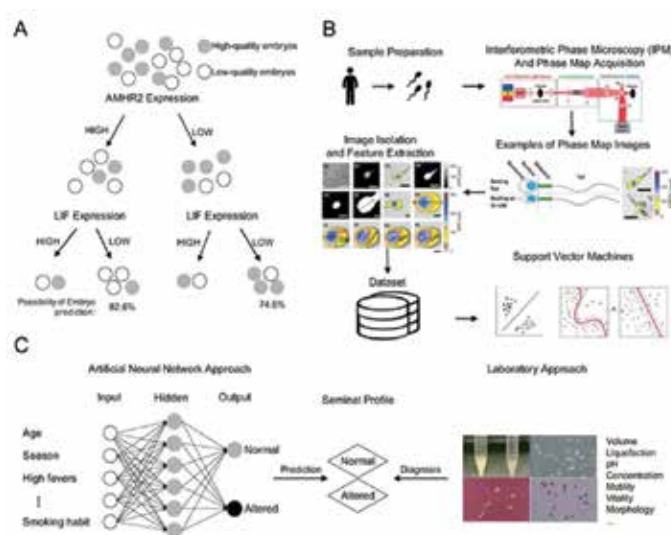 A
High-quality embryos
Low-quality embryos
AMHR2 Expression
HIGH
LOW
LIF Expression
LIF Expression
HIGH
LOW
HIGH
LOW
Possibility of Embryo
prediction:
82.6%
74.6%
B
Sample Preparation
Interferometric Phase Microscopy (IPM)
And Phase Map Acquisition
Image Isolation
and Feature Extraction
Examples of Phase Map Images
Tail
Dataset
Support Vector Machines
C
Artificial Neural Network Approach
Input
Hidden
Output
Age
Season
High fevers
Smoking habit
Normal
Altered
Seminal Profile
Prediction
Normal
Altered
Diagnosis
Laboratory Approach
Volume
Liquefaction
pH
Concentration
Motility
Vitality
Morphology